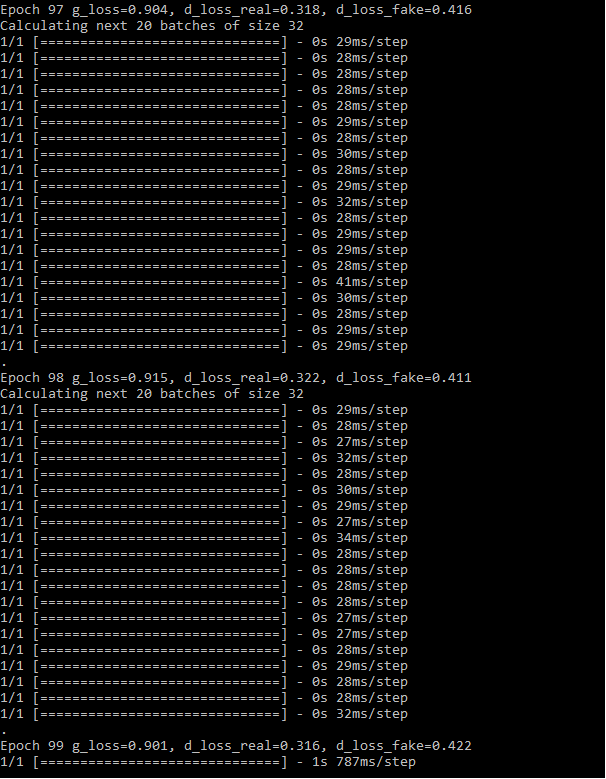 Epoch 97 g_loss=0.904, d_loss_real=0.318, d_loss_fake=0.416
Calculating next 20 batches of size 32
1/1 [==============================] - 0s 29ms/step
1/1 [==============================] - 0s 28ms/step
1/1 [==============================] - 0s 28ms/step
1/1 [==============================] - 0s 28ms/step
1/1 [==============================] - 0s 28ms/step
1/1 [==============================] - 0s 29ms/step
1/1 [==============================] - 0s 28ms/step
1/1 [==============================] - 0s 30ms/step
1/1 [==============================] - 0s 28ms/step
1/1 [==============================] - 0s 29ms/step
1/1 [==============================] - 0s 32ms/step
1/1 [==============================] - 0s 28ms/step
1/1 [==============================] - 0s 29ms/step
1/1 [==============================] - 0s 29ms/step
1/1 [==============================] - 0s 28ms/step
1/1 [==============================] - 0s 41ms/step
1/1 [==============================] - 0s 30ms/step
1/1 [==============================] - 0s 28ms/step
1/1 [==============================] - 0s 29ms/step
1/1 [==============================] - 0s 29ms/step
.
Epoch 98 g_loss=0.915, d_loss_real=0.322, d_loss_fake=0.411
Calculating next 20 batches of size 32
1/1 [==============================] - 0s 29ms/step
1/1 [==============================] - 0s 28ms/step
1/1 [==============================] - 0s 27ms/step
1/1 [==============================] - 0s 32ms/step
1/1 [==============================] - 0s 28ms/step
1/1 [==============================] - 0s 30ms/step
1/1 [==============================] - 0s 29ms/step
1/1 [==============================] - 0s 27ms/step
1/1 [==============================] - 0s 34ms/step
1/1 [==============================] - 0s 28ms/step
1/1 [==============================] - 0s 28ms/step
1/1 [==============================] - 0s 28ms/step
1/1 [==============================] - 0s 28ms/step
1/1 [==============================] - 0s 27ms/step
1/1 [==============================] - 0s 27ms/step
1/1 [==============================] - 0s 28ms/step
1/1 [==============================] - 0s 29ms/step
1/1 [==============================] - 0s 28ms/step
1/1 [==============================] - 0s 28ms/step
1/1 [==============================] - 0s 32ms/step
.
Epoch 99 g_loss=0.901, d_loss_real=0.316, d_loss_fake=0.422
1/1 [==============================] - 1s 787ms/step